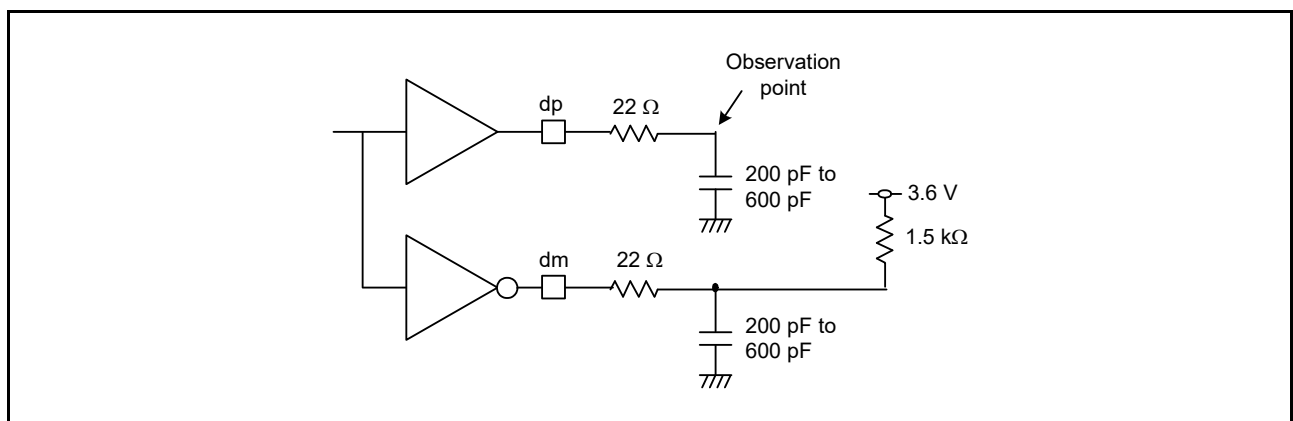 Observation
point
dp
22 Ω
200 pF to
600 pF
3.6 V
1.5 kΩ
dm
22 Ω
200 pF to
600 pF